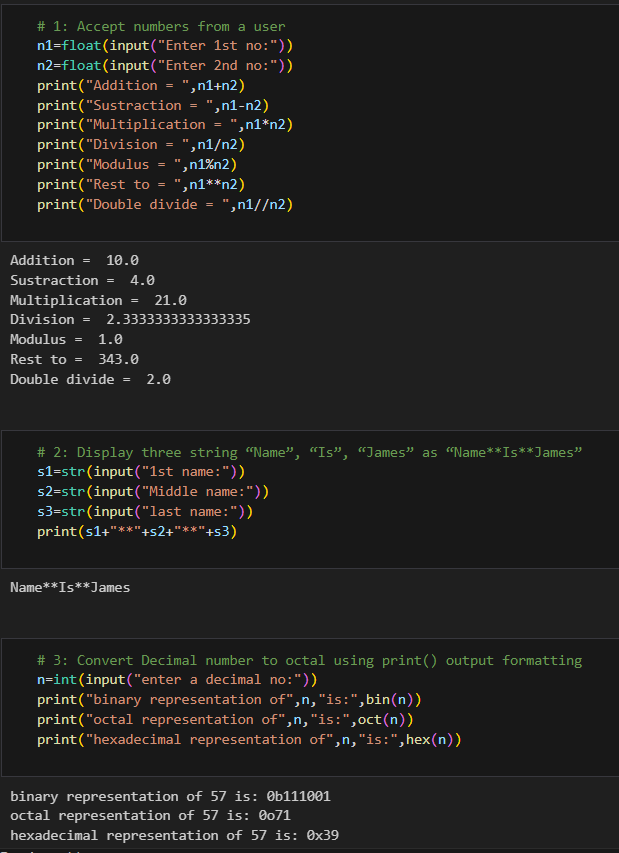 # 1: Accept numbers from a user
n1=float(input("Enter 1st no:"))
n2=float(input("Enter 2nd no:"))
print("Addition = ",n1+n2)
print("Sustraction = ",n1-n2)
print("Multiplication = ",n1*n2)
print("Division = ",n1/n2)
print("Modulus = ",n1%n2)
print("Rest to = ",n1**n2)
print("Double divide = ",n1//n2)
Addition =  10.0
Sustraction =  4.0
Multiplication =  21.0
Division =  2.3333333333333335
Modulus =  1.0
Rest to =  343.0
Double divide =  2.0
# 2: Display three string “Name”, “Is”, “James” as “Name**Is**James”
s1=str(input("1st name:"))
s2=str(input("Middle name:"))
s3=str(input("last name:"))
print(s1+"**"+s2+"**"+s3)
Name**Is**James
# 3: Convert Decimal number to octal using print() output formatting
n=int(input("enter a decimal no:"))
print("binary representation of",n,"is:",bin(n))
print("octal representation of",n,"is:",oct(n))
print("hexadecimal representation of",n,"is:",hex(n))
binary representation of 57 is: 0b111001
octal representation of 57 is: 0o71
hexadecimal representation of 57 is: 0x39